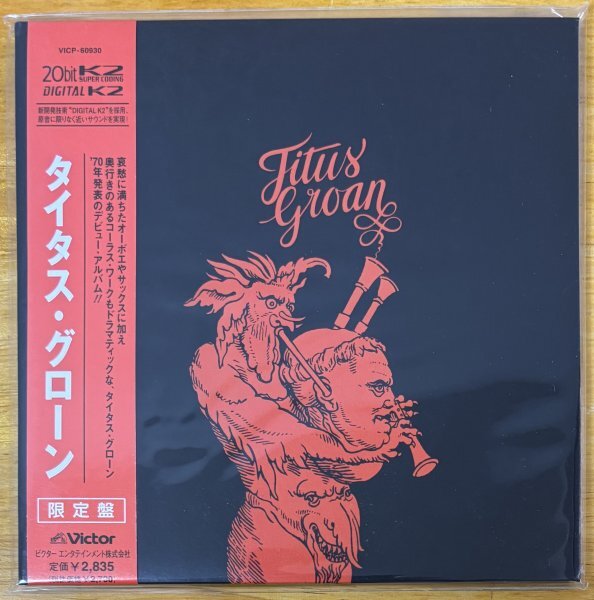 VICP-60930
20bit K2
SUPER CODING
DIGITAL K2
新開発技術“DIGITAL K2”を採用、
原音に限りなく近いサウンドを実現！
哀愁に満ちたオーボエやサックスに加え
奥行きのあるコーラス・ワークもドラマティックな、タイタス・グローン
'70年発表のデビュー・アルバム!!
タイタス・グローン
限定盤
Victor
ビクター エンタテインメント株式会社
定価￥2,835
Titus
Groan